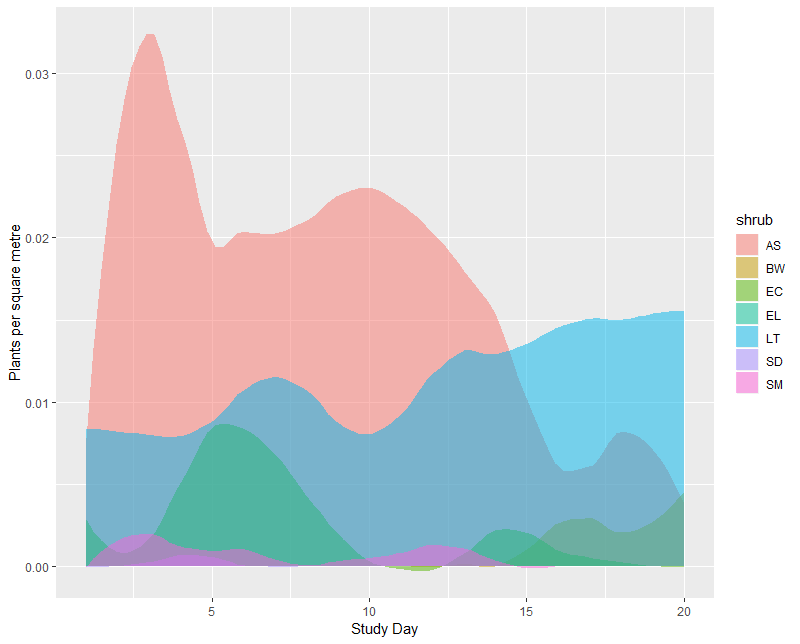 Plants per square metre
0.03
0.02
0.01
0.00
5 10 15 20
Study Day
shrub
AS
BW
EC
EL
LT
SD
SM